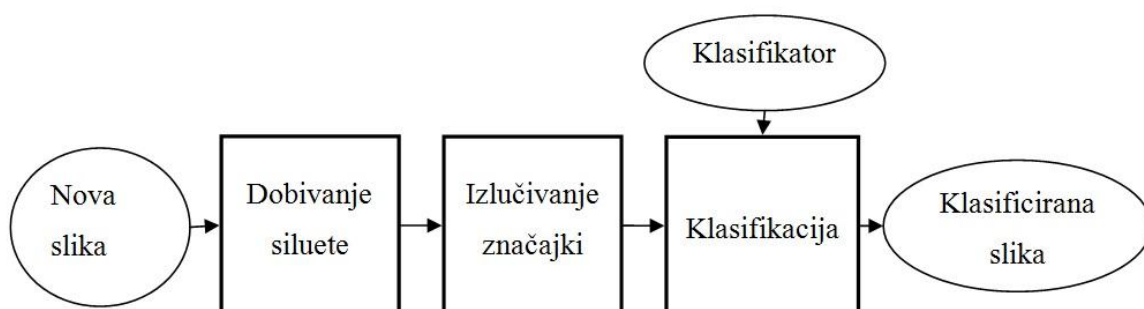 Klasifikator
Nova
slika
Dobivanje
siluete
Izlučivanje
značajki
Klasifikacija
Klasificirana
slika